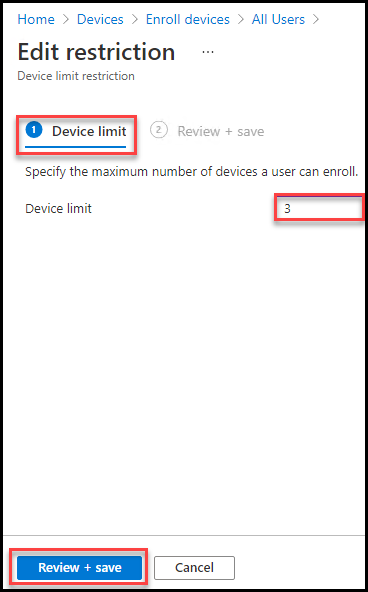 Home > Devices > Enroll devices > All Users >
Edit restriction ...
Device limit restriction
1 Device limit 2 Review + save
Specify the maximum number of devices a user can enroll.
Device limit 3
Review + save Cancel